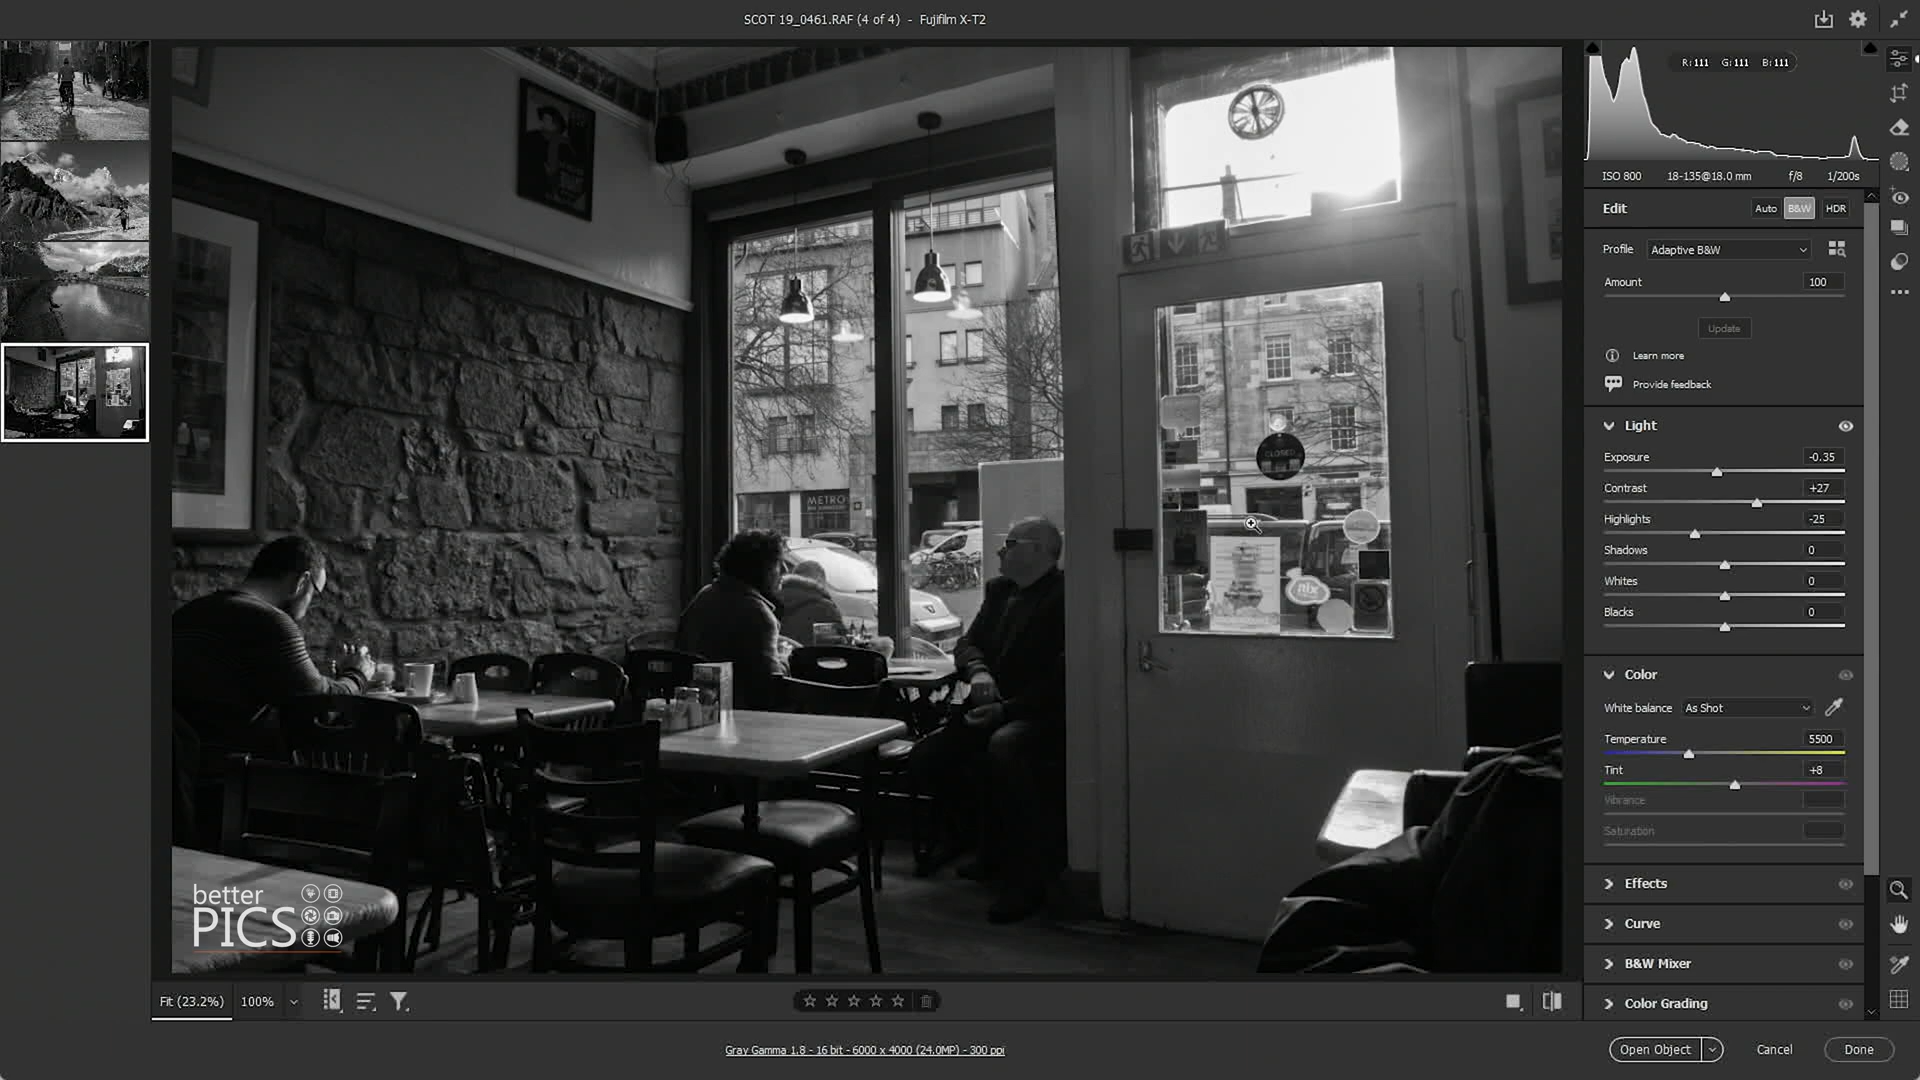 SCOT 19_0461.RAF (4 of 4) - Fujifilm X-T2
R: 111 G: 111 B: 111
ISO 800 18-135@18.0 mm f/8 1/200s
Edit Auto B&W HDR
Profile Adaptive B&W
Amount 100
Update
Learn more
Provide feedback
Light
Exposure -0.35
Contrast +27
Highlights -25
Shadows 0
Whites 0
Blacks 0
Color
White balance As Shot
Temperature 5500
Tint +8
Vibrance
Saturation
Effects
Curve
B&W Mixer
Color Grading
METRO
CLOSED
nix
better
PICS
Fit (23.2%) 100%
Gray Gamma 1.8 - 16 bit - 6000 x 4000 (24.0MP) - 300 ppi
Open Object Cancel Done